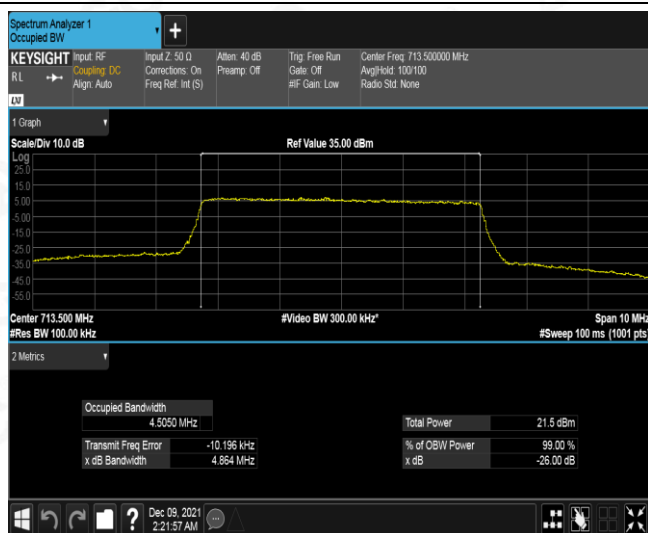 Spectrum Analyzer 1
Occupied BW
KEYSIGHT
R L
LXI
Input: RF
Coupling: DC
Align: Auto
Input Z: 50 Ω
Corrections: On
Freq Ref: Int (S)
Atten: 40 dB
Preamp: Off
Trig: Free Run
Gate: Off
#IF Gain: Low
Center Freq: 713.500000 MHz
Avg|Hold: 100/100
Radio Std: None
1 Graph
Scale/Div 10.0 dB
Ref Value 35.00 dBm
Log
25.0
15.0
5.00
-5.00
-15.0
-25.0
-35.0
-45.0
-55.0
Center 713.500 MHz
#Video BW 300.00 kHz*
Span 10 MHz
#Res BW 100.00 kHz
#Sweep 100 ms (1001 pts)
2 Metrics
Occupied Bandwidth
4.5050 MHz
Total Power 21.5 dBm
Transmit Freq Error -10.196 kHz
% of OBW Power 99.00 %
x dB Bandwidth 4.864 MHz
x dB -26.00 dB
?
Dec 09, 2021
2:21:57 AM